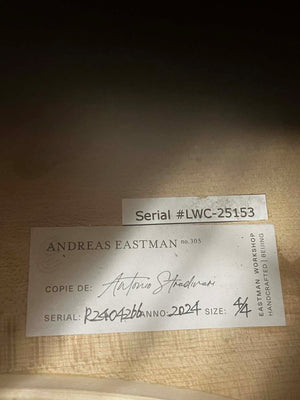 Serial #LWC-25153
ANDREAS EASTMAN no.305
COPIE DE: Antonio Stradivari
SERIAL: R2404266 ANNO: 2024 SIZE: 4/4
EASTMAN WORKSHOP
HANDCRAFTED | BEIJING